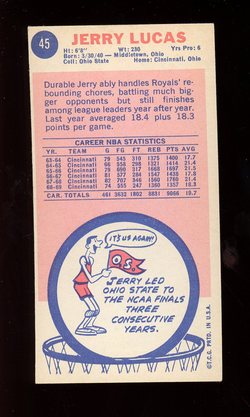 45
JERRY LUCAS
Ht: 6'8" Wt: 230 Yrs Pro: 6
Born: 3/30/40 — Middletown, Ohio
Coll: Ohio State Home: Cincinnati, Ohio
Durable Jerry ably handles Royals' re-
bounding chores, battling much big-
ger opponents but still finishes
among league leaders year after year.
Last year averaged 18.4 plus 18.3
points per game.
CAREER NBA STATISTICS
YR. TEAM G FG FT REB PTS AVG
63-64 Cincinnati 79 545 310 1375 1400 17.7
64-65 Cincinnati 66 558 298 1321 1414 21.4
65-66 Cincinnati 79 690 317 1668 1697 21.5
66-67 Cincinnati 81 577 284 1547 1438 17.8
67-68 Cincinnati 82 707 346 1560 1760 21.4
68-69 Cincinnati 74 555 247 1360 1357 18.3
CAR. TOTALS 461 3632 1802 8831 9066 19.7
IT'S US AGAIN!
O.S.
JERRY LED
OHIO STATE TO
THE NCAA FINALS
THREE
CONSECUTIVE
YEARS.
©T.C.G. PRTD. IN U.S.A.